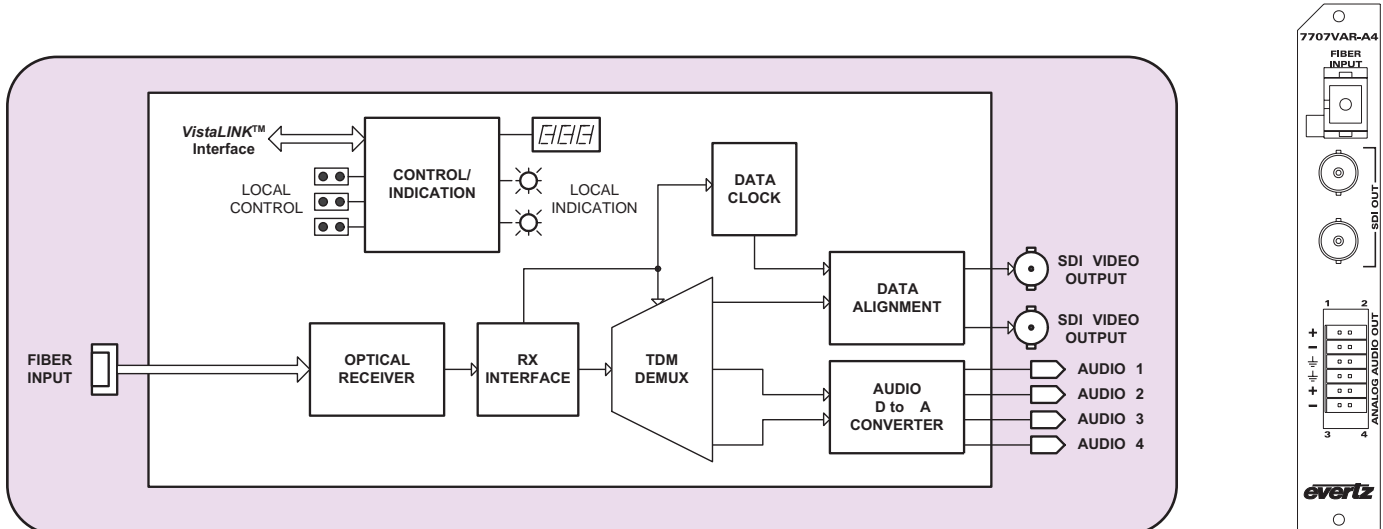 VistaLINK™
Interface
LOCAL
CONTROL
CONTROL/
INDICATION
LOCAL
INDICATION
DATA
CLOCK
DATA
ALIGNMENT
SDI VIDEO
OUTPUT
SDI VIDEO
OUTPUT
FIBER
INPUT
OPTICAL
RECEIVER
RX
INTERFACE
TDM
DEMUX
AUDIO
D to A
CONVERTER
AUDIO 1
AUDIO 2
AUDIO 3
AUDIO 4
7707VAR-A4
FIBER
INPUT
SDI OUT
1 2
+
-
+
-
3 4
ANALOG AUDIO OUT
evertz